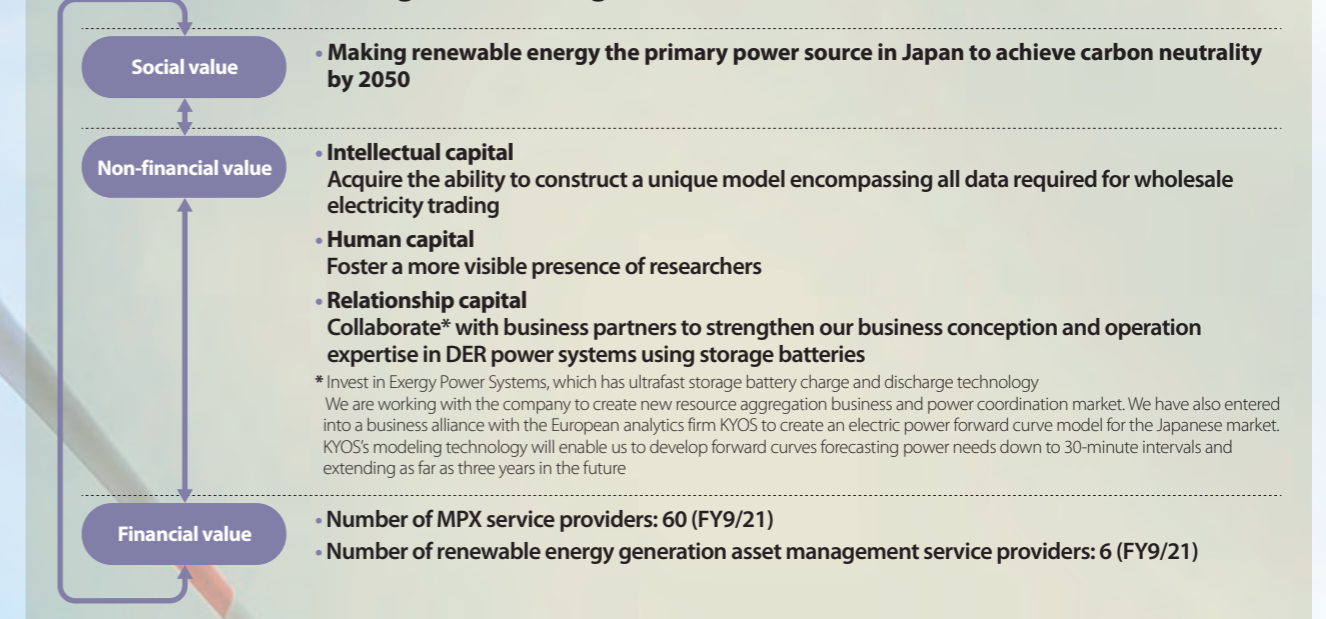 Social value
• Making renewable energy the primary power source in Japan to achieve carbon neutrality
by 2050
Non-financial value
• Intellectual capital
Acquire the ability to construct a unique model encompassing all data required for wholesale
electricity trading
• Human capital
Foster a more visible presence of researchers
• Relationship capital
Collaborate* with business partners to strengthen our business conception and operation
expertise in DER power systems using storage batteries
* Invest in Exergy Power Systems, which has ultrafast storage battery charge and discharge technology
We are working with the company to create new resource aggregation business and power coordination market. We have also entered
into a business alliance with the European analytics firm KYOS to create an electric power forward curve model for the Japanese market.
KYOS's modeling technology will enable us to develop forward curves forecasting power needs down to 30-minute intervals and
extending as far as three years in the future
Financial value
• Number of MPX service providers: 60 (FY9/21)
• Number of renewable energy generation asset management service providers: 6 (FY9/21)